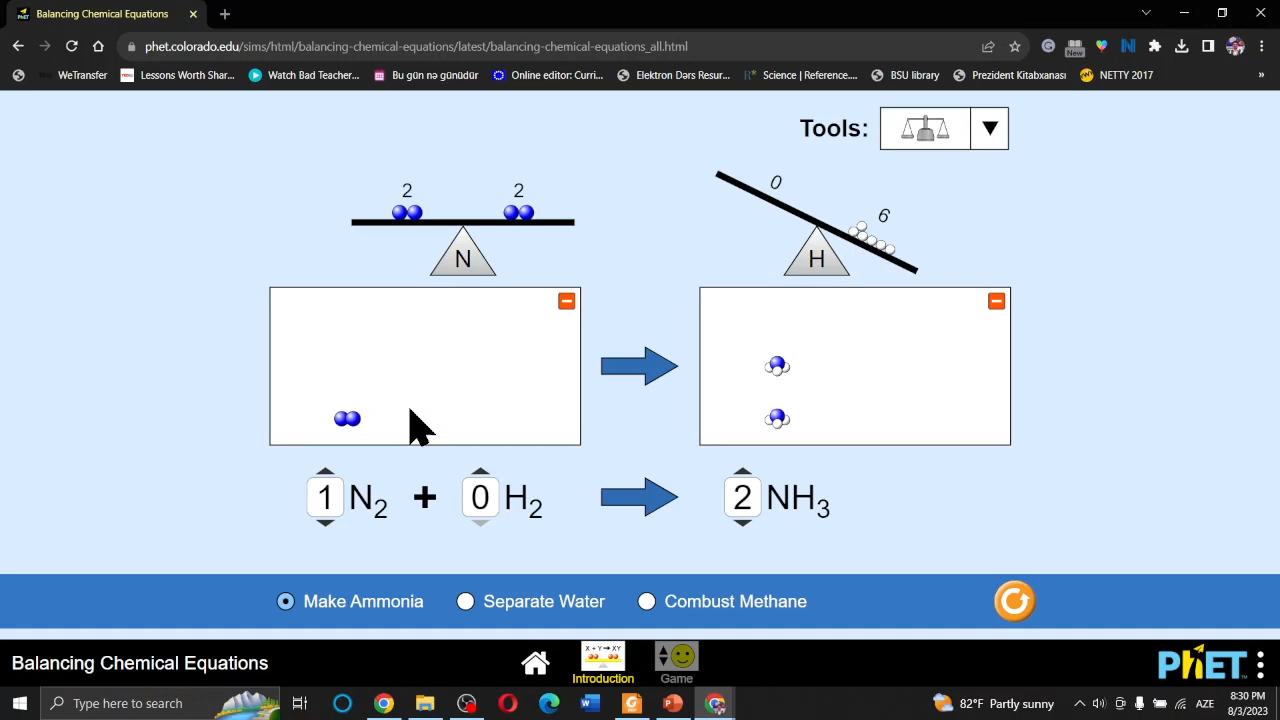 Balancing Chemical Equations
phet.colorado.edu/sims/html/balancing-chemical-equations/latest/balancing-chemical-equations_all.html
New
WeTransfer
Lessons Worth Shar...
Watch Bad Teacher...
Bu gün nə günüdür
Online editor | Curri...
Elektron Dərs Resur...
Science | (Reference....
BSU library
Prezident Kitabxanası
NETTY 2017
»
Tools:
2 2
N
0 6
H
1 N2 + 0 H2 2 NH3
Make Ammonia Separate Water Combust Methane
Balancing Chemical Equations
X + Y → XY
Introduction
Game
PhET
Type here to search
82°F Partly sunny
AZE
8:30 PM
8/3/2023